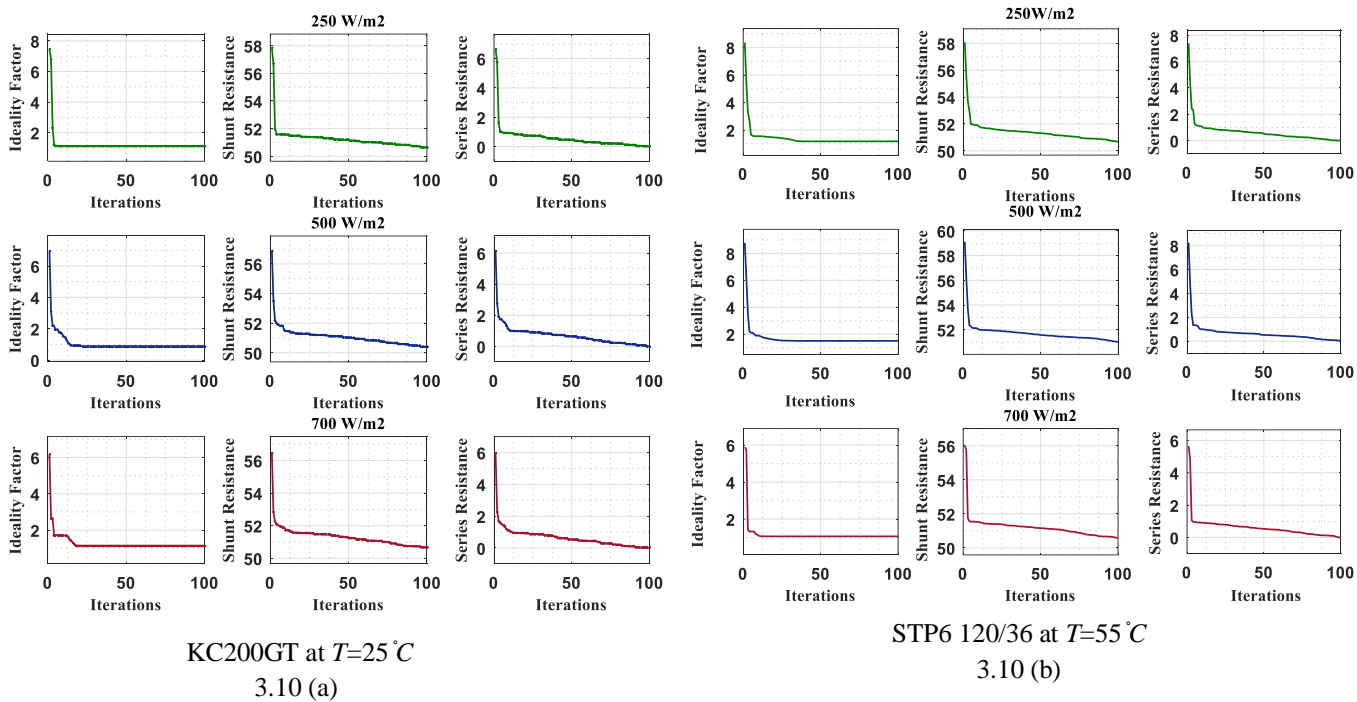 250 W/m2
Ideality Factor
8
6
4
2
0
50
100
Iterations
Shunt Resistance
58
56
54
52
50
0
50
100
Iterations
Series Resistance
6
4
2
0
0
50
100
Iterations
500 W/m2
Ideality Factor
6
4
2
0
0
50
100
Iterations
Shunt Resistance
56
54
52
50
0
50
100
Iterations
Series Resistance
6
4
2
0
0
50
100
Iterations
700 W/m2
Ideality Factor
6
4
2
0
50
100
Iterations
Shunt Resistance
56
54
52
50
0
50
100
Iterations
Series Resistance
6
4
2
0
0
50
100
Iterations
KC200GT at T=25°C
3.10 (a)
250W/m2
Ideality Factor
8
6
4
2
0
50
100
Iterations
Shunt Resistance
58
56
54
52
50
0
50
100
Iterations
Series Resistance
8
6
4
2
0
0
50
100
Iterations
500 W/m2
Ideality Factor
8
6
4
2
0
50
100
Iterations
Shunt Resistance
60
58
56
54
52
0
50
100
Iterations
Series Resistance
8
6
4
2
0
0
50
100
Iterations
700 W/m2
Ideality Factor
6
4
2
0
50
100
Iterations
Shunt Resistance
56
54
52
50
0
50
100
Iterations
Series Resistance
6
4
2
0
0
50
100
Iterations
STP6 120/36 at T=55°C
3.10 (b)